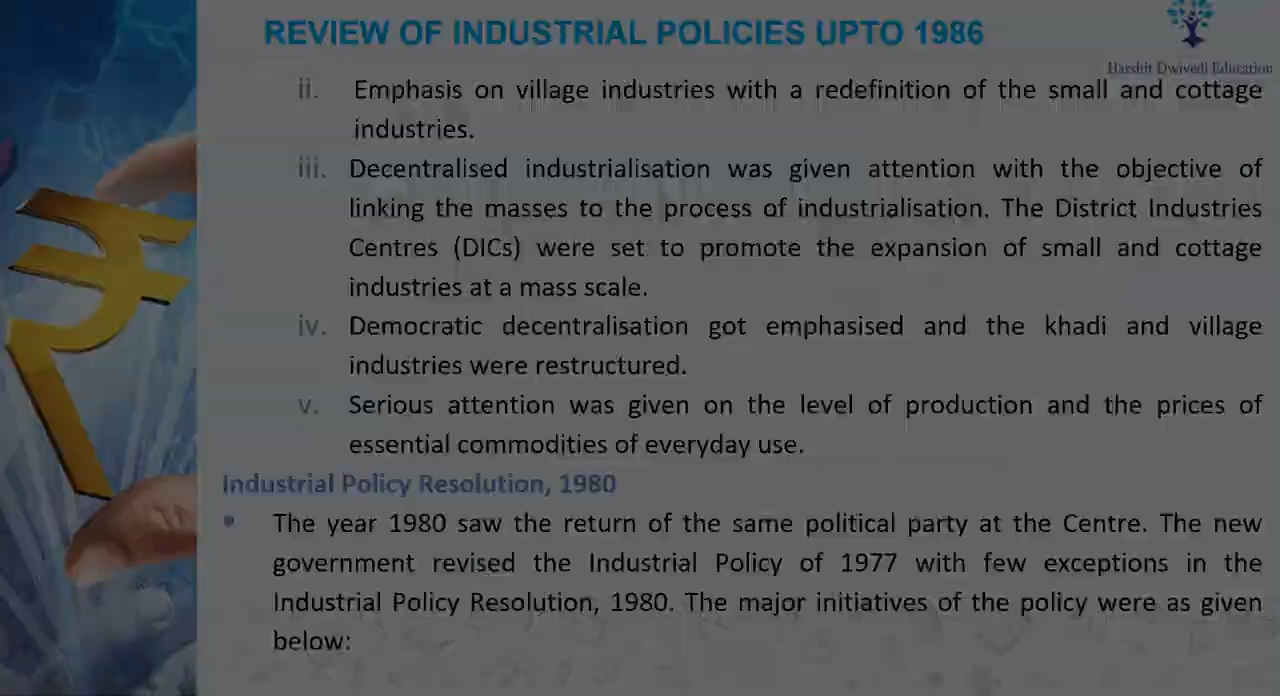 REVIEW OF INDUSTRIAL POLICIES UPTO 1986
Harshit Dwivedi Education
ii. Emphasis on village industries with a redefinition of the small and cottage
industries.
iii. Decentralised industrialisation was given attention with the objective of
linking the masses to the process of industrialisation. The District Industries
Centres (DICs) were set to promote the expansion of small and cottage
industries at a mass scale.
iv. Democratic decentralisation got emphasised and the khadi and village
industries were restructured.
v. Serious attention was given on the level of production and the prices of
essential commodities of everyday use.
Industrial Policy Resolution, 1980
▪ The year 1980 saw the return of the same political party at the Centre. The new
government revised the Industrial Policy of 1977 with few exceptions in the
Industrial Policy Resolution, 1980. The major initiatives of the policy were as given
below: